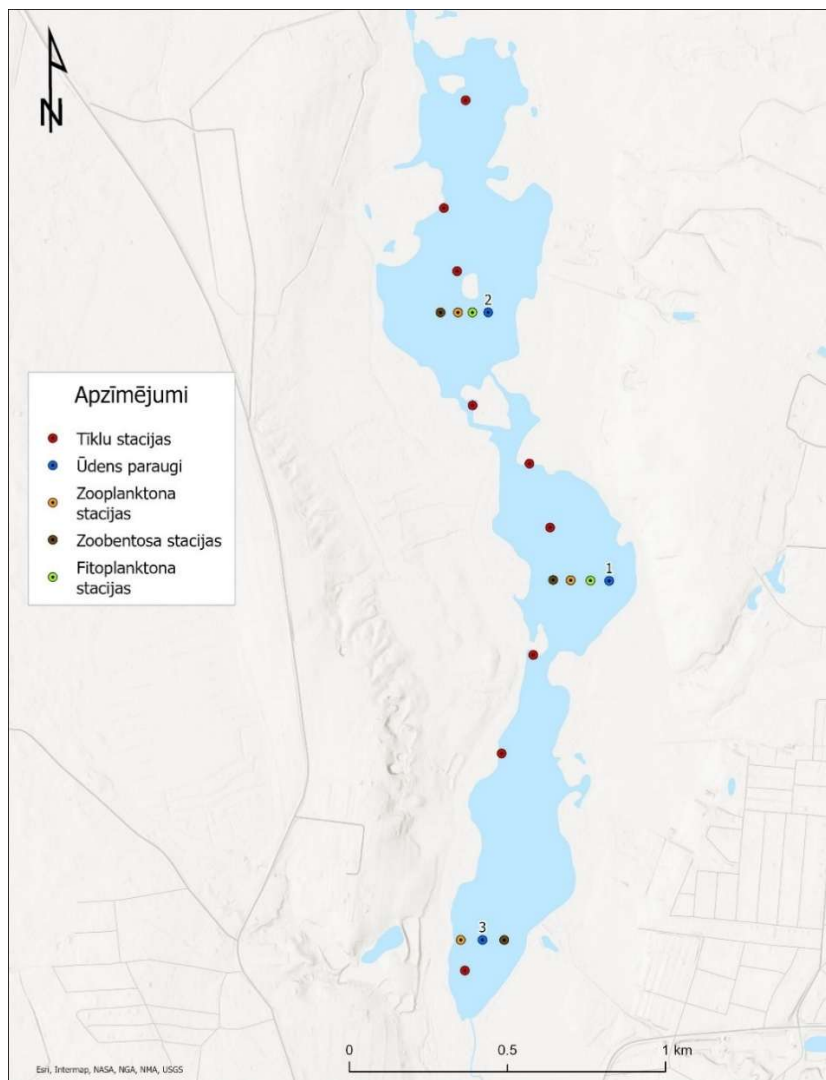 N
2
Apzīmējumi
Tīklu stacijas
Ūdens paraugi
Zooplanktona
stacijas
Zoobentosa stacijas
Fitoplanktona
stacijas
1
3
0 0.5 1 km
Esri, Intermap, NASA, NGA, NMA, USGS